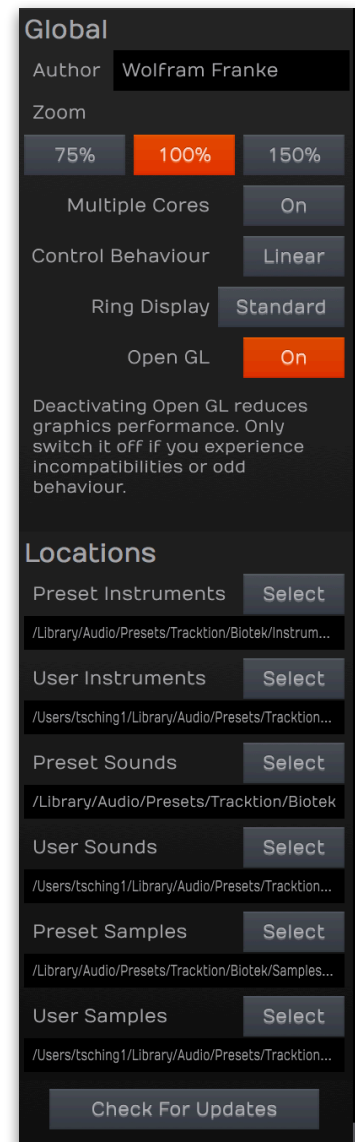 Global
Author Wolfram Franke
Zoom
75% 100% 150%
Multiple Cores On
Control Behaviour Linear
Ring Display Standard
Open GL On
Deactivating Open GL reduces
graphics performance. Only
switch it off if you experience
incompatibilities or odd
behaviour.
Locations
Preset Instruments Select
/Library/Audio/Presets/Tracktion/Biotek/Instrum...
User Instruments Select
/Users/tsching1/Library/Audio/Presets/Tracktion...
Preset Sounds Select
/Library/Audio/Presets/Tracktion/Biotek
User Sounds Select
/Users/tsching1/Library/Audio/Presets/Tracktion...
Preset Samples Select
/Library/Audio/Presets/Tracktion/Biotek/Samples...
User Samples Select
/Users/tsching1/Library/Audio/Presets/Tracktion...
Check For Updates